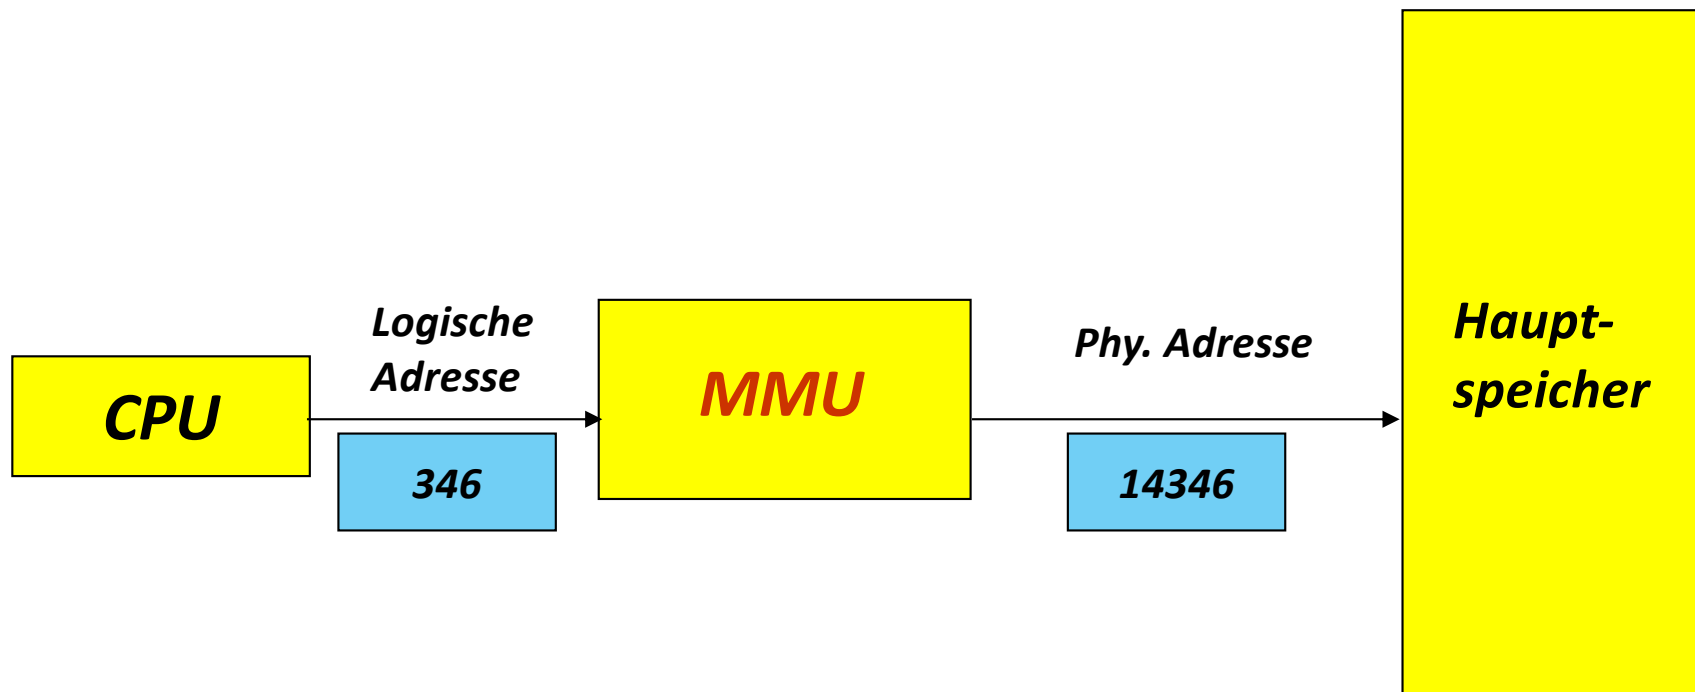 CPU
Logische
Adresse
346
MMU
Phy. Adresse
14346
Haupt-
speicher